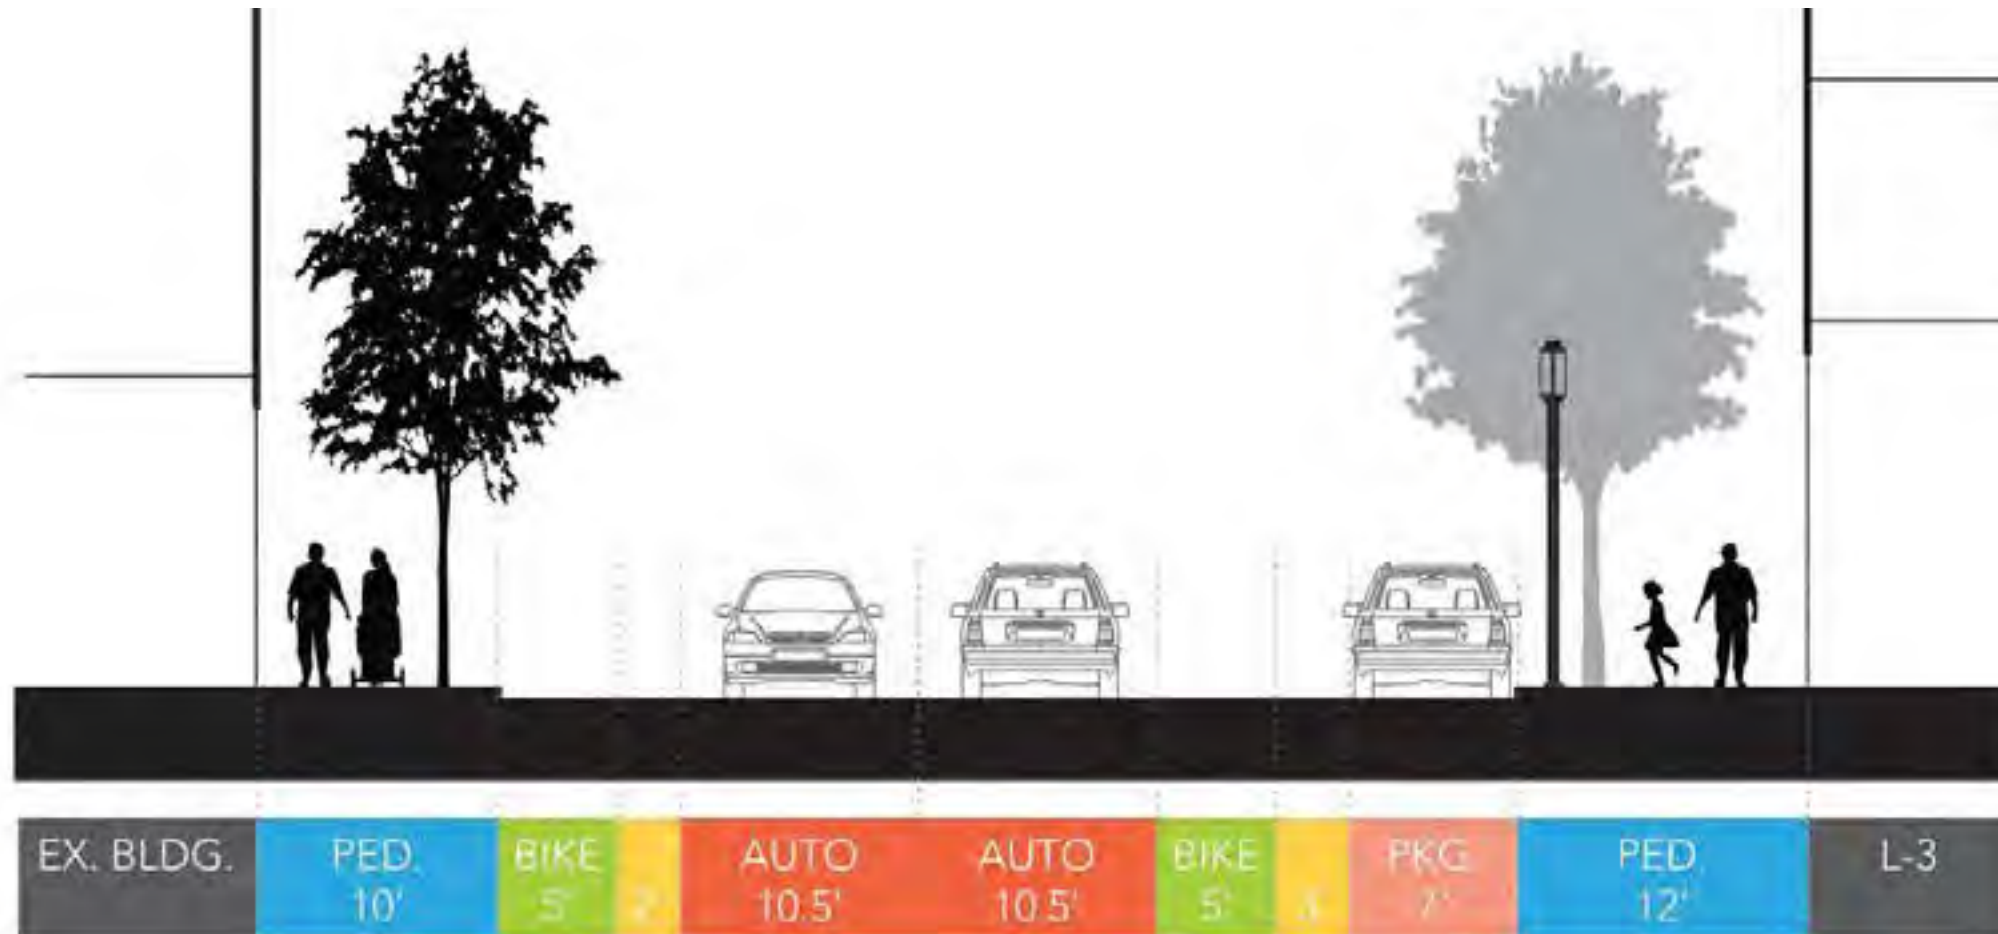 EX. BLDG.
PED.
10'
BIKE
5'
AUTO
10.5'
AUTO
10.5'
BIKE
5'
PKG.
7'
PED.
12'
L-3